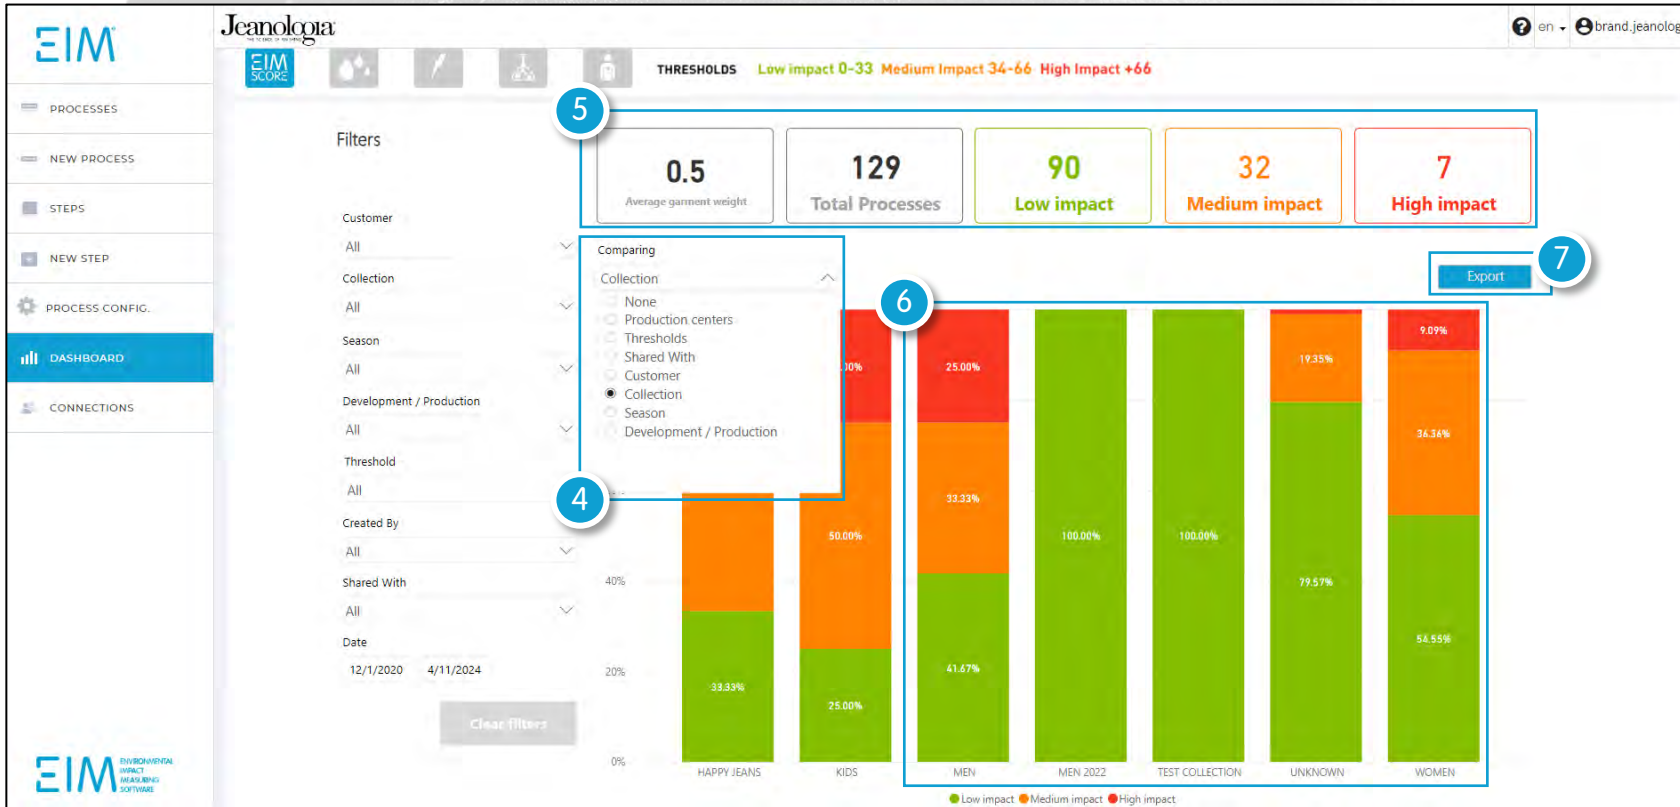 EIM
Jeanologia
en
brand.jeanolog
EIM
SCORE
THRESHOLDS Low impact 0-33 Medium Impact 34-66 High Impact +66
PROCESSES
NEW PROCESS
STEPS
NEW STEP
PROCESS CONFIG.
DASHBOARD
CONNECTIONS
EIM ENVIRONMENTAL
IMPACT
MEASURING
SOFTWARE
Filters
Customer
All
Collection
All
Season
All
Development / Production
All
Threshold
All
Created By
All
Shared With
All
Date
12/1/2020 4/11/2024
Clear filters
5
0.5
Average garment weight
129
Total Processes
90
Low impact
32
Medium impact
7
High impact
Comparing
Collection
None
Production centers
Thresholds
Shared With
Customer
Collection
Season
Development / Production
4
6
7
Export
40%
20%
0%
33.33%
50.00%
25.00%
25.00%
33.33%
41.67%
100.00%
100.00%
19.35%
79.57%
9.09%
36.36%
54.55%
HAPPY JEANS KIDS MEN MEN 2022 TEST COLLECTION UNKNOWN WOMEN
Low impact Medium impact High impact